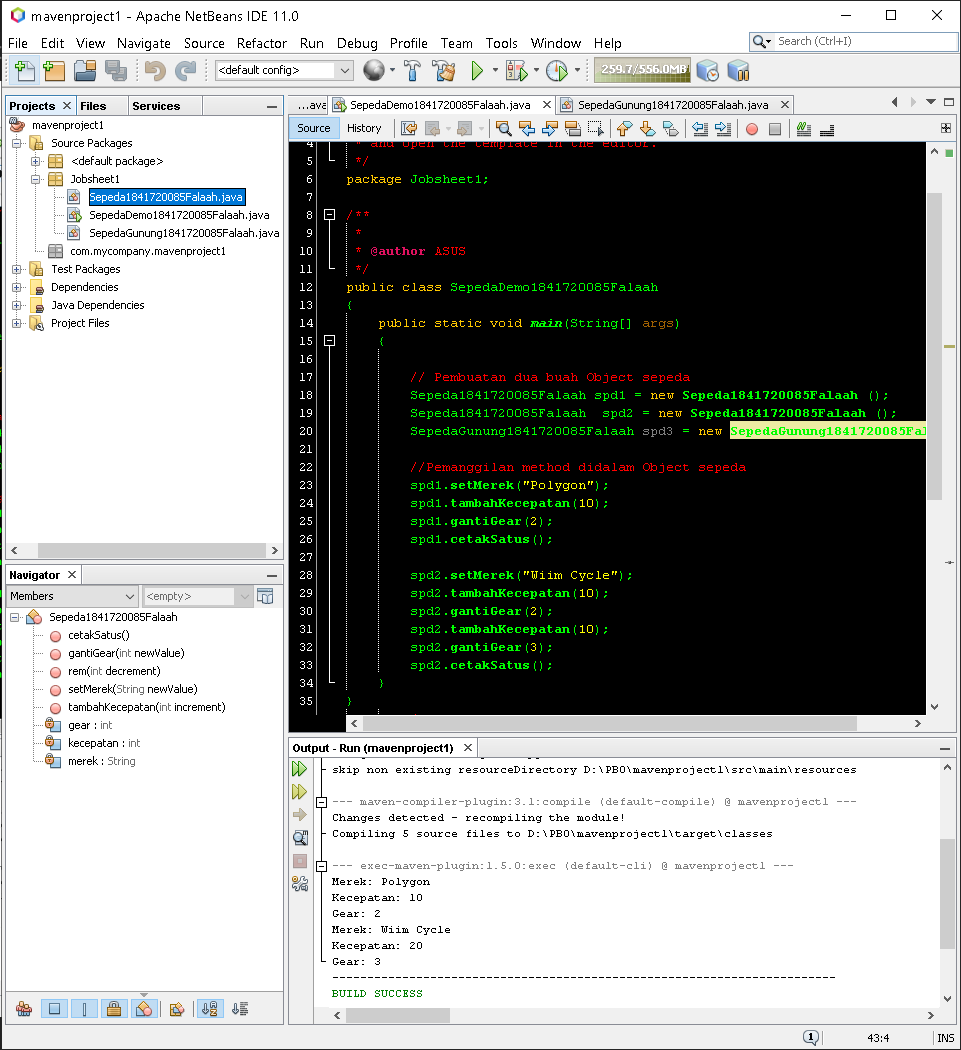 mavenproject1 - Apache NetBeans IDE 11.0
File Edit View Navigate Source Refactor Run Debug Profile Team Tools Window Help
Search (Ctrl+I)
<default config>
259.7/556.0MB
Projects
Files
Services
mavenproject1
Source Packages
<default package>
Jobsheet1
Sepeda1841720085Falaah.java
SepedaDemo1841720085Falaah.java
SepedaGunung1841720085Falaah.java
com.mycompany.mavenproject1
Test Packages
Dependencies
Java Dependencies
Project Files
Navigator
Members
<empty>
Sepeda1841720085Falaah
cetakSatus()
gantiGear(int newValue)
rem(int decrement)
setMerek(String newValue)
tambahKecepatan(int increment)
gear : int
kecepatan : int
merek : String
...ava
SepedaDemo1841720085Falaah.java
SepedaGunung1841720085Falaah.java
Source History
4 * and open the template in the editor.
5 */
6 package Jobsheet1;
7
8 /**
9 *
10 * @author ASUS
11 */
12 public class SepedaDemo1841720085Falaah
13 {
14 public static void main(String[] args)
15 {
16
17 // Pembuatan dua buah Object sepeda
18 Sepeda1841720085Falaah spd1 = new Sepeda1841720085Falaah ();
19 Sepeda1841720085Falaah spd2 = new Sepeda1841720085Falaah ();
20 SepedaGunung1841720085Falaah spd3 = new SepedaGunung1841720085Fal
21
22 //Pemanggilan method didalam Object sepeda
23 spd1.setMerek("Polygon");
24 spd1.tambahKecepatan(10);
25 spd1.gantiGear(2);
26 spd1.cetakSatus();
27
28 spd2.setMerek("Wiim Cycle");
29 spd2.tambahKecepatan(10);
30 spd2.gantiGear(2);
31 spd2.tambahKecepatan(10);
32 spd2.gantiGear(3);
33 spd2.cetakSatus();
34 }
35 }
Output - Run (mavenproject1)
skip non existing resourceDirectory D:\PBO\mavenproject1\src\main\resources
--- maven-compiler-plugin:3.1:compile (default-compile) @ mavenproject1 ---
Changes detected - recompiling the module!
Compiling 5 source files to D:\PBO\mavenproject1\target\classes
--- exec-maven-plugin:1.5.0:exec (default-cli) @ mavenproject1 ---
Merek: Polygon
Kecepatan: 10
Gear: 2
Merek: Wiim Cycle
Kecepatan: 20
Gear: 3
------------------------------------------------------------------------
BUILD SUCCESS
1
43:4
INS